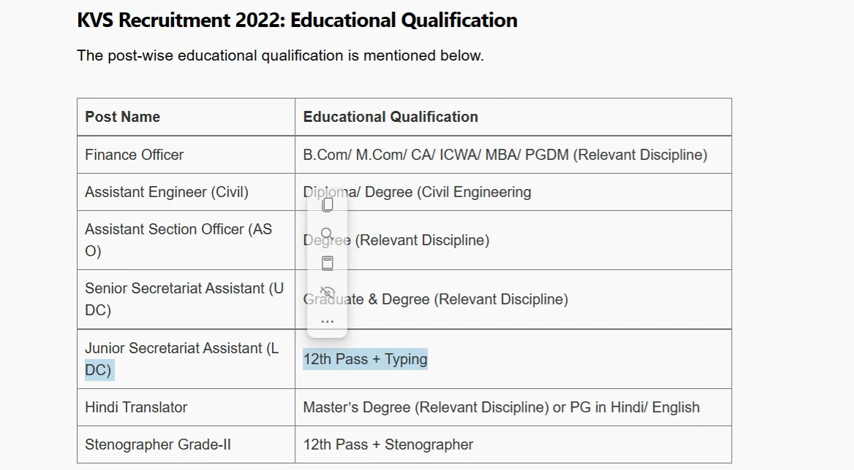 KVS Recruitment 2022: Educational Qualification
The post-wise educational qualification is mentioned below.
Post Name Educational Qualification
Finance Officer B.Com/ M.Com/ CA/ ICWA/ MBA/ PGDM (Relevant Discipline)
Assistant Engineer (Civil) Diploma/ Degree (Civil Engineering
Assistant Section Officer (AS
O)
Degree (Relevant Discipline)
Senior Secretariat Assistant (U
DC)
Graduate & Degree (Relevant Discipline)
Junior Secretariat Assistant (L
DC)
12th Pass + Typing
Hindi Translator Master’s Degree (Relevant Discipline) or PG in Hindi/ English
Stenographer Grade-II 12th Pass + Stenographer